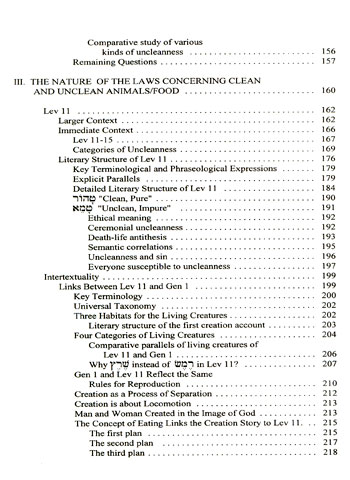 Comparative study of various
kinds of uncleanness . . . . . . . . . . . . . . . . . . . . . 156
Remaining Questions . . . . . . . . . . . . . . . . . . . . . . . . 157
III. THE NATURE OF THE LAWS CONCERNING CLEAN
AND UNCLEAN ANIMALS/FOOD . . . . . . . . . . . . . . . . . . . 160
Lev 11 . . . . . . . . . . . . . . . . . . . . . . . . . . . . . . . . . . 162
Larger Context . . . . . . . . . . . . . . . . . . . . . . . . . . . . 162
Immediate Context . . . . . . . . . . . . . . . . . . . . . . . . . 166
Lev 11-15 . . . . . . . . . . . . . . . . . . . . . . . . . . . . . . 167
Categories of Uncleanness . . . . . . . . . . . . . . . . . . . 169
Literary Structure of Lev 11 . . . . . . . . . . . . . . . . . . . 176
Key Terminological and Phraseological Expressions . . . . . . . 179
Explicit Parallels . . . . . . . . . . . . . . . . . . . . . . . . . 179
Detailed Literary Structure of Lev 11 . . . . . . . . . . . . . . 184
טָהוֹר "Clean, Pure" . . . . . . . . . . . . . . . . . . . . . . . . 190
טָמֵא "Unclean, Impure" . . . . . . . . . . . . . . . . . . . . . 191
Ethical meaning . . . . . . . . . . . . . . . . . . . . . . . . . 192
Ceremonial uncleanness . . . . . . . . . . . . . . . . . . . . 192
Death-life antithesis . . . . . . . . . . . . . . . . . . . . . . 193
Semantic correlations . . . . . . . . . . . . . . . . . . . . . 195
Uncleanness and sin . . . . . . . . . . . . . . . . . . . . . . 196
Everyone susceptible to uncleanness . . . . . . . . . . . . . 197
Intertextuality . . . . . . . . . . . . . . . . . . . . . . . . . . . . . 199
Links Between Lev 11 and Gen 1 . . . . . . . . . . . . . . . . . 199
Key Terminology . . . . . . . . . . . . . . . . . . . . . . . . . 200
Universal Taxonomy . . . . . . . . . . . . . . . . . . . . . . . 202
Three Habitats for the Living Creatures . . . . . . . . . . . . 202
Literary structure of the first creation account . . . . . . . 203
Four Categories of Living Creatures . . . . . . . . . . . . . . 204
Comparative parallels of living creatures of
Lev 11 and Gen 1 . . . . . . . . . . . . . . . . . . . . . . . 206
Why שֶׁרֶץ instead of רֶמֶשׂ in Lev 11? . . . . . . . . . . . . 207
Gen 1 and Lev 11 Reflect the Same
Rules for Reproduction . . . . . . . . . . . . . . . . . . . . . 210
Creation as a Process of Separation . . . . . . . . . . . . . . . 212
Creation is about Locomotion . . . . . . . . . . . . . . . . . . 213
Man and Woman Created in the Image of God . . . . . . . . . . 213
The Concept of Eating Links the Creation Story to Lev 11. . . 215
The first plan . . . . . . . . . . . . . . . . . . . . . . . . . . 215
The second plan . . . . . . . . . . . . . . . . . . . . . . . . 217
The third plan . . . . . . . . . . . . . . . . . . . . . . . . . 218